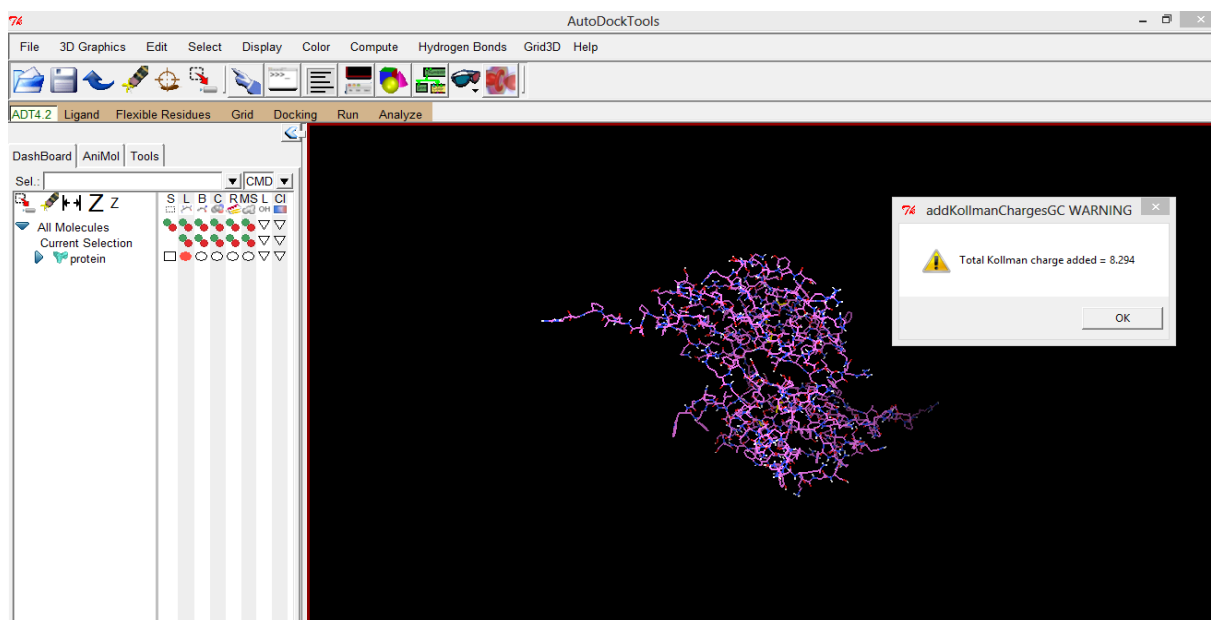 AutoDockTools
File 3D Graphics Edit Select Display Color Compute Hydrogen Bonds Grid3D Help
ADT4.2 Ligand Flexible Residues Grid Docking Run Analyze
DashBoard AniMol Tools
Sel.: CMD
Z Z S L B C R MS L Cl
All Molecules
Current Selection
protein
addKollmanChargesGC WARNING
Total Kollman charge added = 8.294
OK